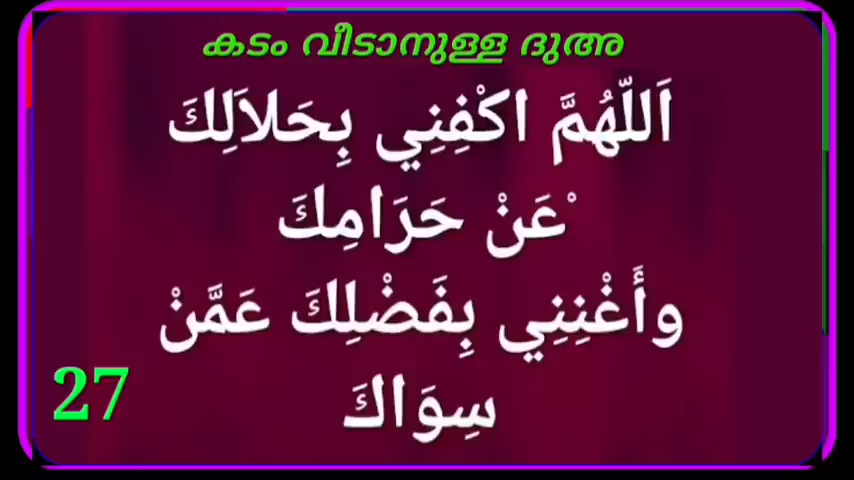 കടം വീടാനുള്ള ദുഅ
اَللّهُمَّ اكْفِنِي بِحَلاَلِكَ
ْعَنْ حَرَامِكَ
وأَغْنِنِي بِفَضْلِكَ عَمَّنْ
سِوَاكَ
27